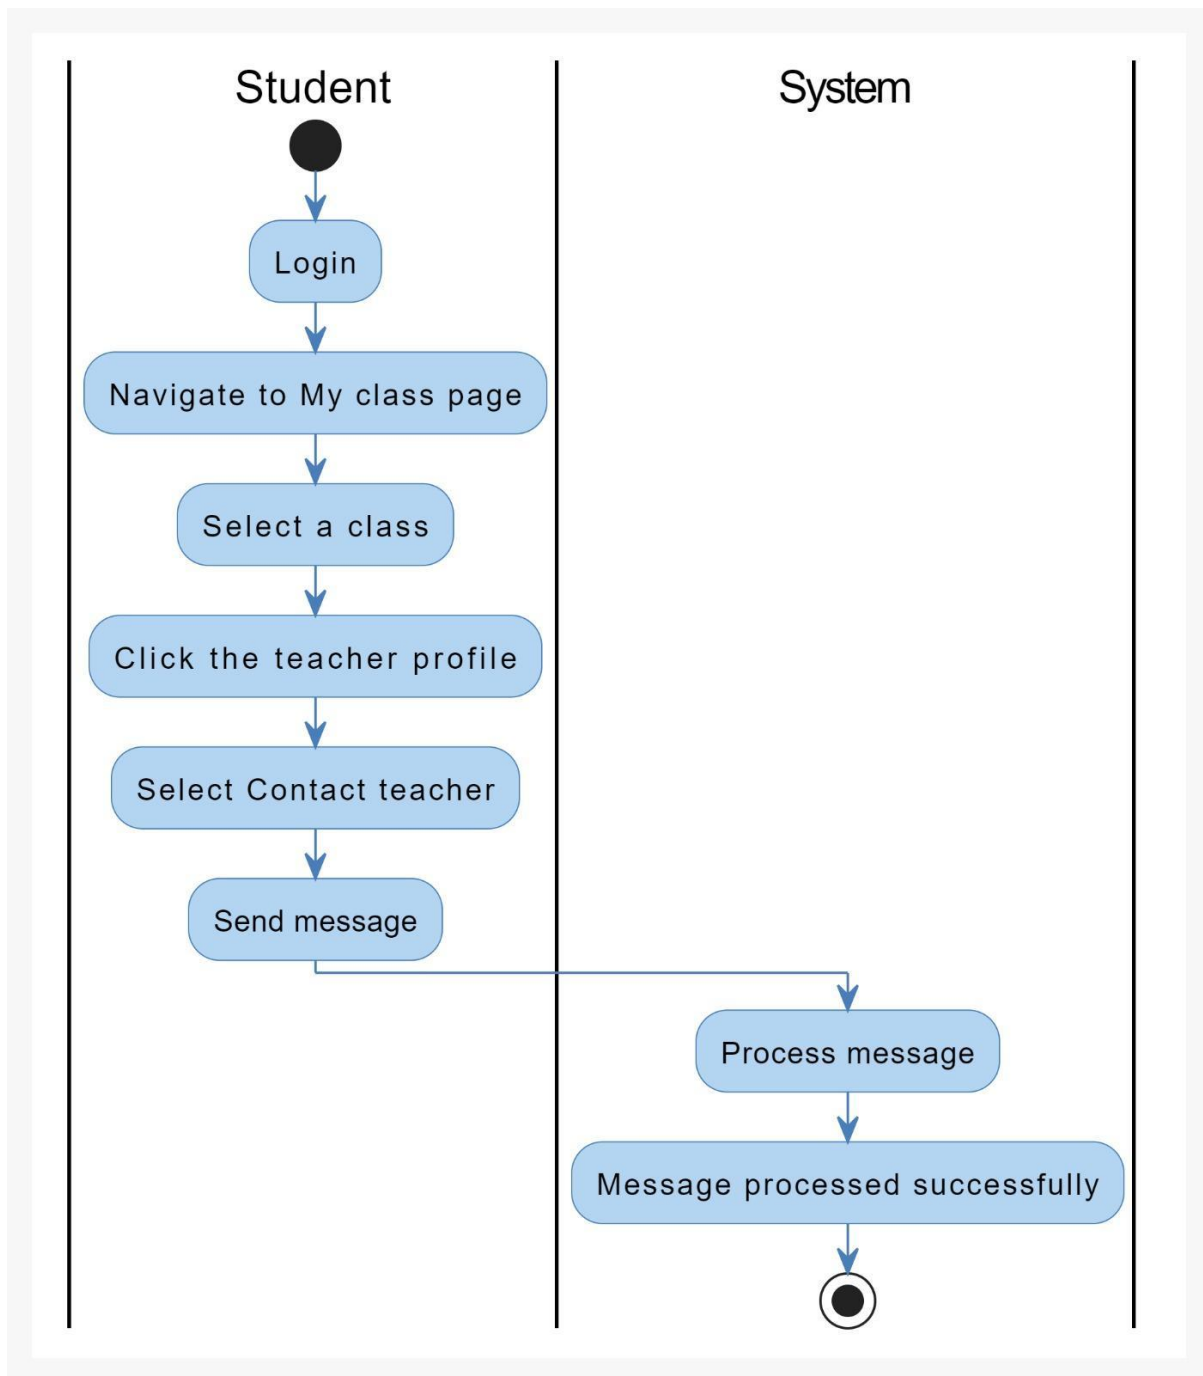 Student
System
Login
Navigate to My class page
Select a class
Click the teacher profile
Select Contact teacher
Send message
Process message
Message processed successfully